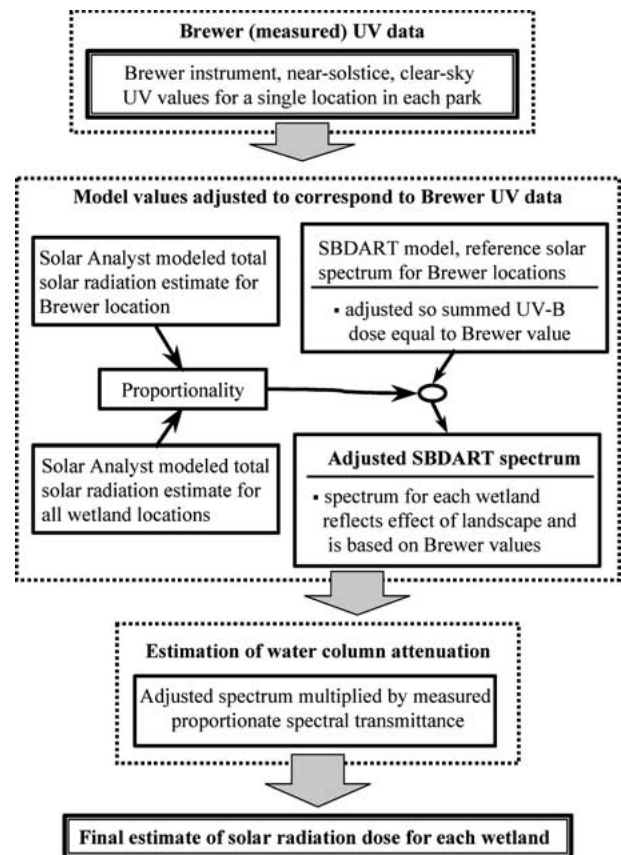 Brewer (measured) UV data
Brewer instrument, near-solstice, clear-sky
UV values for a single location in each park
Model values adjusted to correspond to Brewer UV data
Solar Analyst modeled total
solar radiation estimate for
Brewer location
SBDART model, reference solar
spectrum for Brewer locations
▪ adjusted so summed UV-B
dose equal to Brewer value
Proportionality
Solar Analyst modeled total
solar radiation estimate for
all wetland locations
Adjusted SBDART spectrum
▪ spectrum for each wetland
reflects effect of landscape and
is based on Brewer values
Estimation of water column attenuation
Adjusted spectrum multiplied by measured
proportionate spectral transmittance
Final estimate of solar radiation dose for each wetland